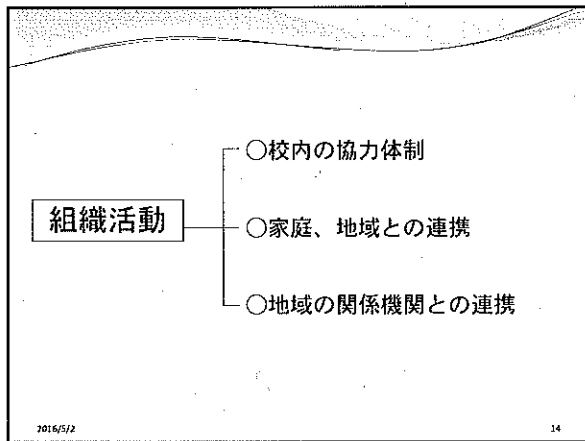 組織活動
○校内の協力体制
○家庭、地域との連携
○地域の関係機関との連携
2016/5/2
14